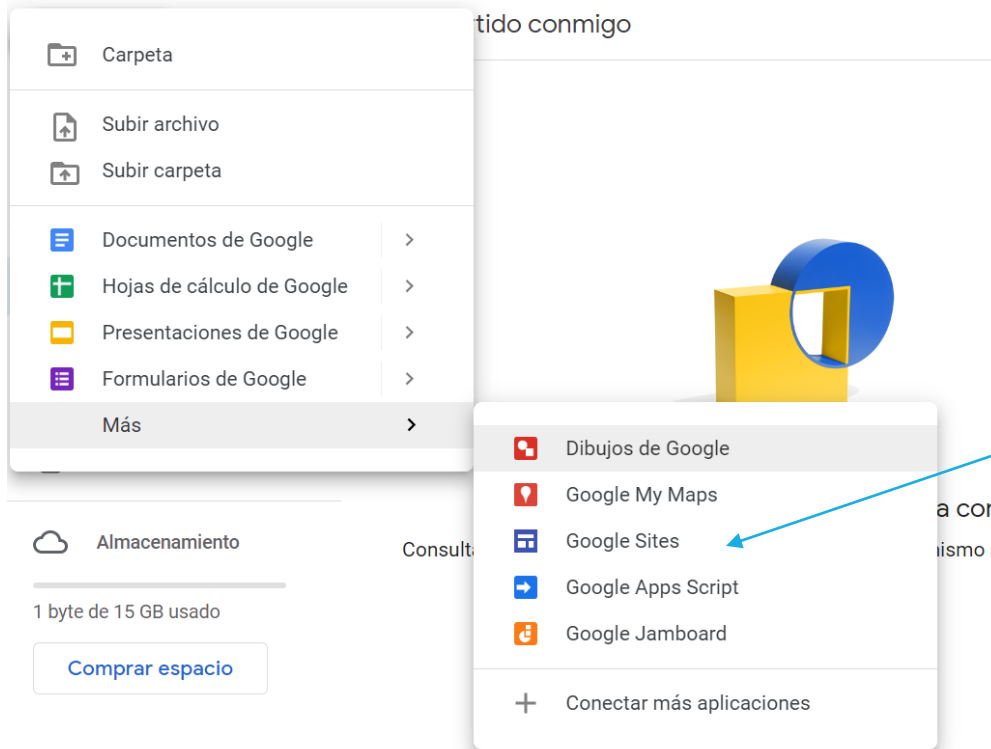 tido conmigo
Carpeta
Subir archivo
Subir carpeta
Documentos de Google
Hojas de cálculo de Google
Presentaciones de Google
Formularios de Google
Más
Dibujos de Google
Google My Maps
Google Sites
Google Apps Script
Google Jamboard
Conectar más aplicaciones
Almacenamiento
1 byte de 15 GB usado
Comprar espacio
a con
Consulta
ismo